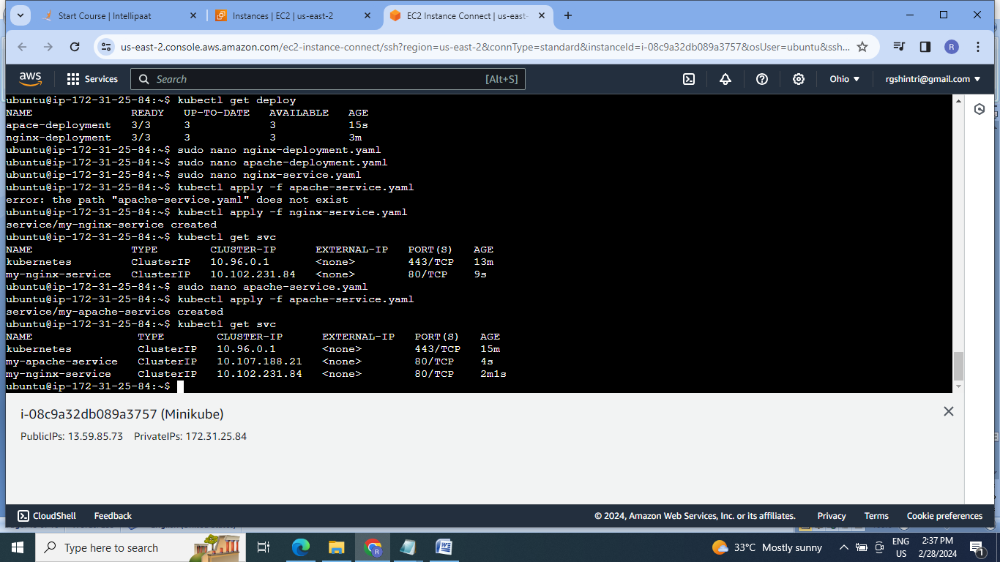 Start Course | Intellipaat
Instances | EC2 | us-east-2
EC2 Instance Connect | us-east-
us-east-2.console.aws.amazon.com/ec2-instance-connect/ssh?region=us-east-2&connType=standard&instanceId=i-08c9a32db089a3757&osUser=ubuntu&ssh...
R
aws
Services
Search
[Alt+S]
Ohio
rgshintri@gmail.com
ubuntu@ip-172-31-25-84:~$ kubectl get deploy
NAME READY UP-TO-DATE AVAILABLE AGE
apace-deployment 3/3 3 3 15s
nginx-deployment 3/3 3 3 3m
ubuntu@ip-172-31-25-84:~$ sudo nano nginx-deployment.yaml
ubuntu@ip-172-31-25-84:~$ sudo nano apache-deployment.yaml
ubuntu@ip-172-31-25-84:~$ sudo nano nginx-service.yaml
ubuntu@ip-172-31-25-84:~$ kubectl apply -f apache-service.yaml
error: the path "apache-service.yaml" does not exist
ubuntu@ip-172-31-25-84:~$ kubectl apply -f nginx-service.yaml
service/my-nginx-service created
ubuntu@ip-172-31-25-84:~$ kubectl get svc
NAME TYPE CLUSTER-IP EXTERNAL-IP PORT(S) AGE
kubernetes ClusterIP 10.96.0.1 <none> 443/TCP 13m
my-nginx-service ClusterIP 10.102.231.84 <none> 80/TCP 9s
ubuntu@ip-172-31-25-84:~$ sudo nano apache-service.yaml
ubuntu@ip-172-31-25-84:~$ kubectl apply -f apache-service.yaml
service/my-apache-service created
ubuntu@ip-172-31-25-84:~$ kubectl get svc
NAME TYPE CLUSTER-IP EXTERNAL-IP PORT(S) AGE
kubernetes ClusterIP 10.96.0.1 <none> 443/TCP 15m
my-apache-service ClusterIP 10.107.188.21 <none> 80/TCP 4s
my-nginx-service ClusterIP 10.102.231.84 <none> 80/TCP 2m1s
ubuntu@ip-172-31-25-84:~$
i-08c9a32db089a3757 (Minikube)
PublicIPs: 13.59.85.73 PrivateIPs: 172.31.25.84
CloudShell
Feedback
© 2024, Amazon Web Services, Inc. or its affiliates.
Privacy
Terms
Cookie preferences
Type here to search
33°C Mostly sunny
ENG
US
2:37 PM
2/28/2024
1